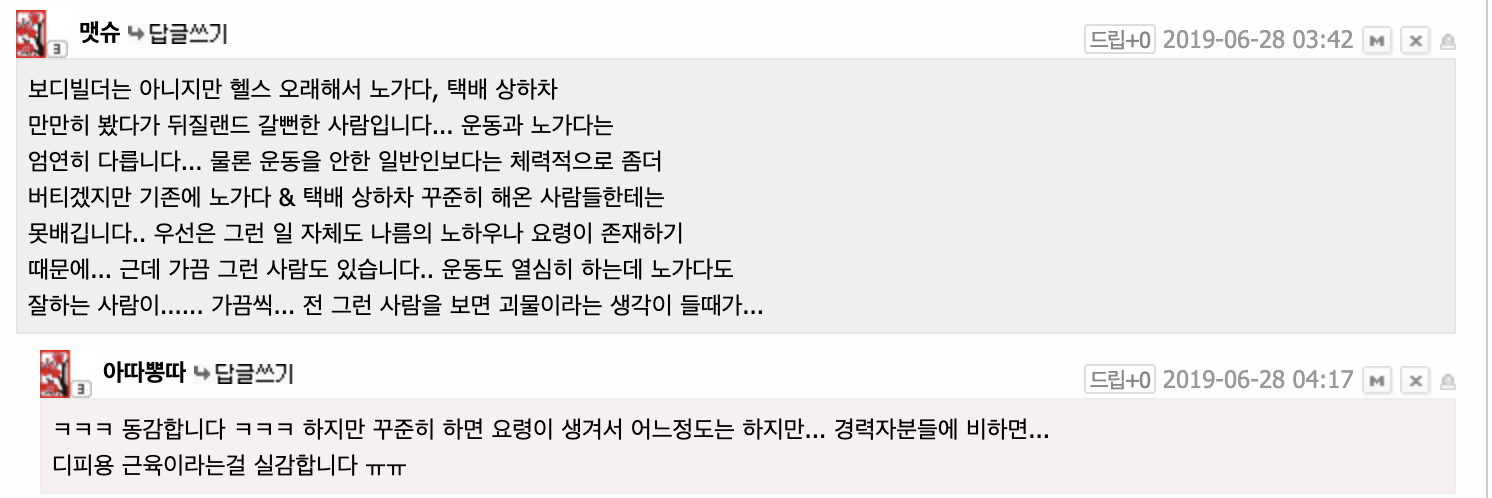 3 맷슈 답글쓰기 드립+0 2019-06-28 03:42 M X
보디빌더는 아니지만 헬스 오래해서 노가다, 택배 상하차
만만히 봤다가 뒤질랜드 갈뻔한 사람입니다... 운동과 노가다는
엄연히 다릅니다... 물론 운동을 안한 일반인보다는 체력적으로 좀더
버티겠지만 기존에 노가다 & 택배 상하차 꾸준히 해온 사람들한테는
못배깁니다.. 우선은 그런 일 자체도 나름의 노하우나 요령이 존재하기
때문에... 근데 가끔 그런 사람도 있습니다.. 운동도 열심히 하는데 노가다도
잘하는 사람이...... 가끔씩... 전 그런 사람을 보면 괴물이라는 생각이 들때가...
3 아따뽕따 답글쓰기 드립+0 2019-06-28 04:17 M X
ㅋㅋㅋ 동감합니다 ㅋㅋㅋ 하지만 꾸준히 하면 요령이 생겨서 어느정도는 하지만... 경력자분들에 비하면...
디피용 근육이라는걸 실감합니다 ㅠㅠ